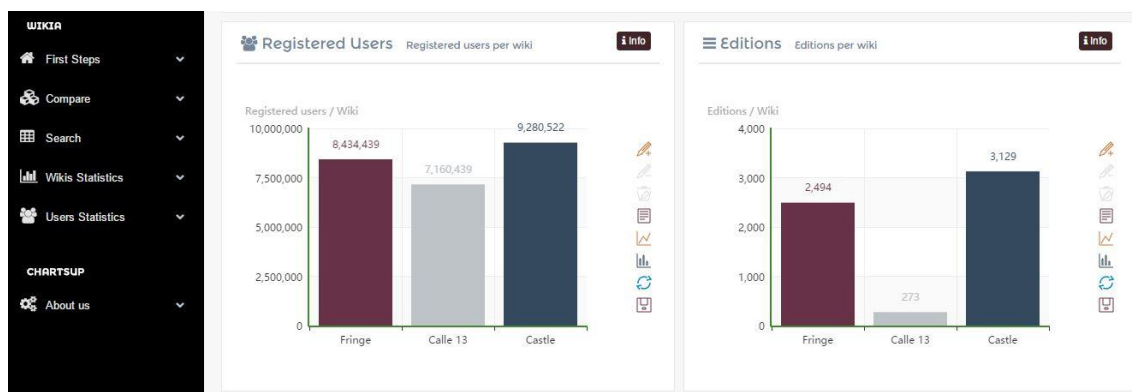 WIKIA
First Steps
Compare
Search
Wikis Statistics
Users Statistics
CHARTSUP
About us
Registered Users Registered users per wiki
i Info
Registered users / Wiki
10,000,000
7,500,000
5,000,000
2,500,000
0
8,434,439
7,160,439
9,280,522
Fringe Calle 13 Castle
Editions Editions per wiki
i Info
Editions / Wiki
4,000
3,000
2,000
1,000
0
2,494
273
3,129
Fringe Calle 13 Castle